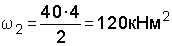 ω₂ = 40·4/2 = 120кНм²